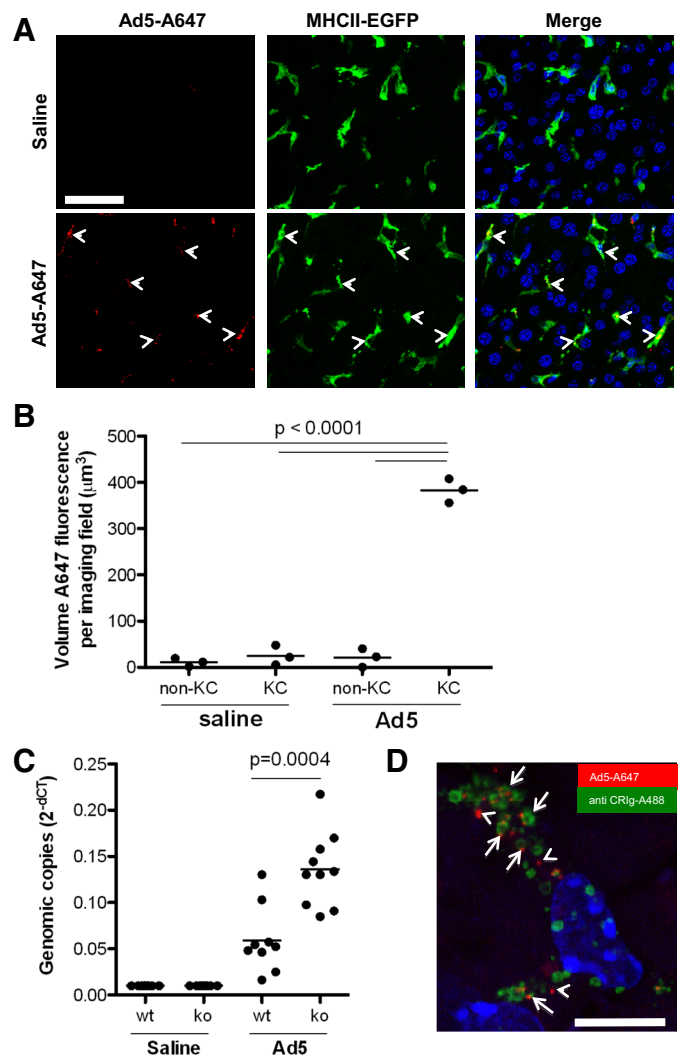 A
Ad5-A647 MHCII-EGFP Merge
Saline
Ad5-A647
B
Volume A647 fluorescence
per imaging field (μm³)
500
400
300
200
100
0
p < 0.0001
non-KC KC non-KC KC
saline Ad5
C
Genomic copies (2⁻ᵈᶜᵀ)
0.25
0.20
0.15
0.10
0.05
0.00
p=0.0004
wt ko wt ko
Saline Ad5
D
Ad5-A647
anti CRIg-A488